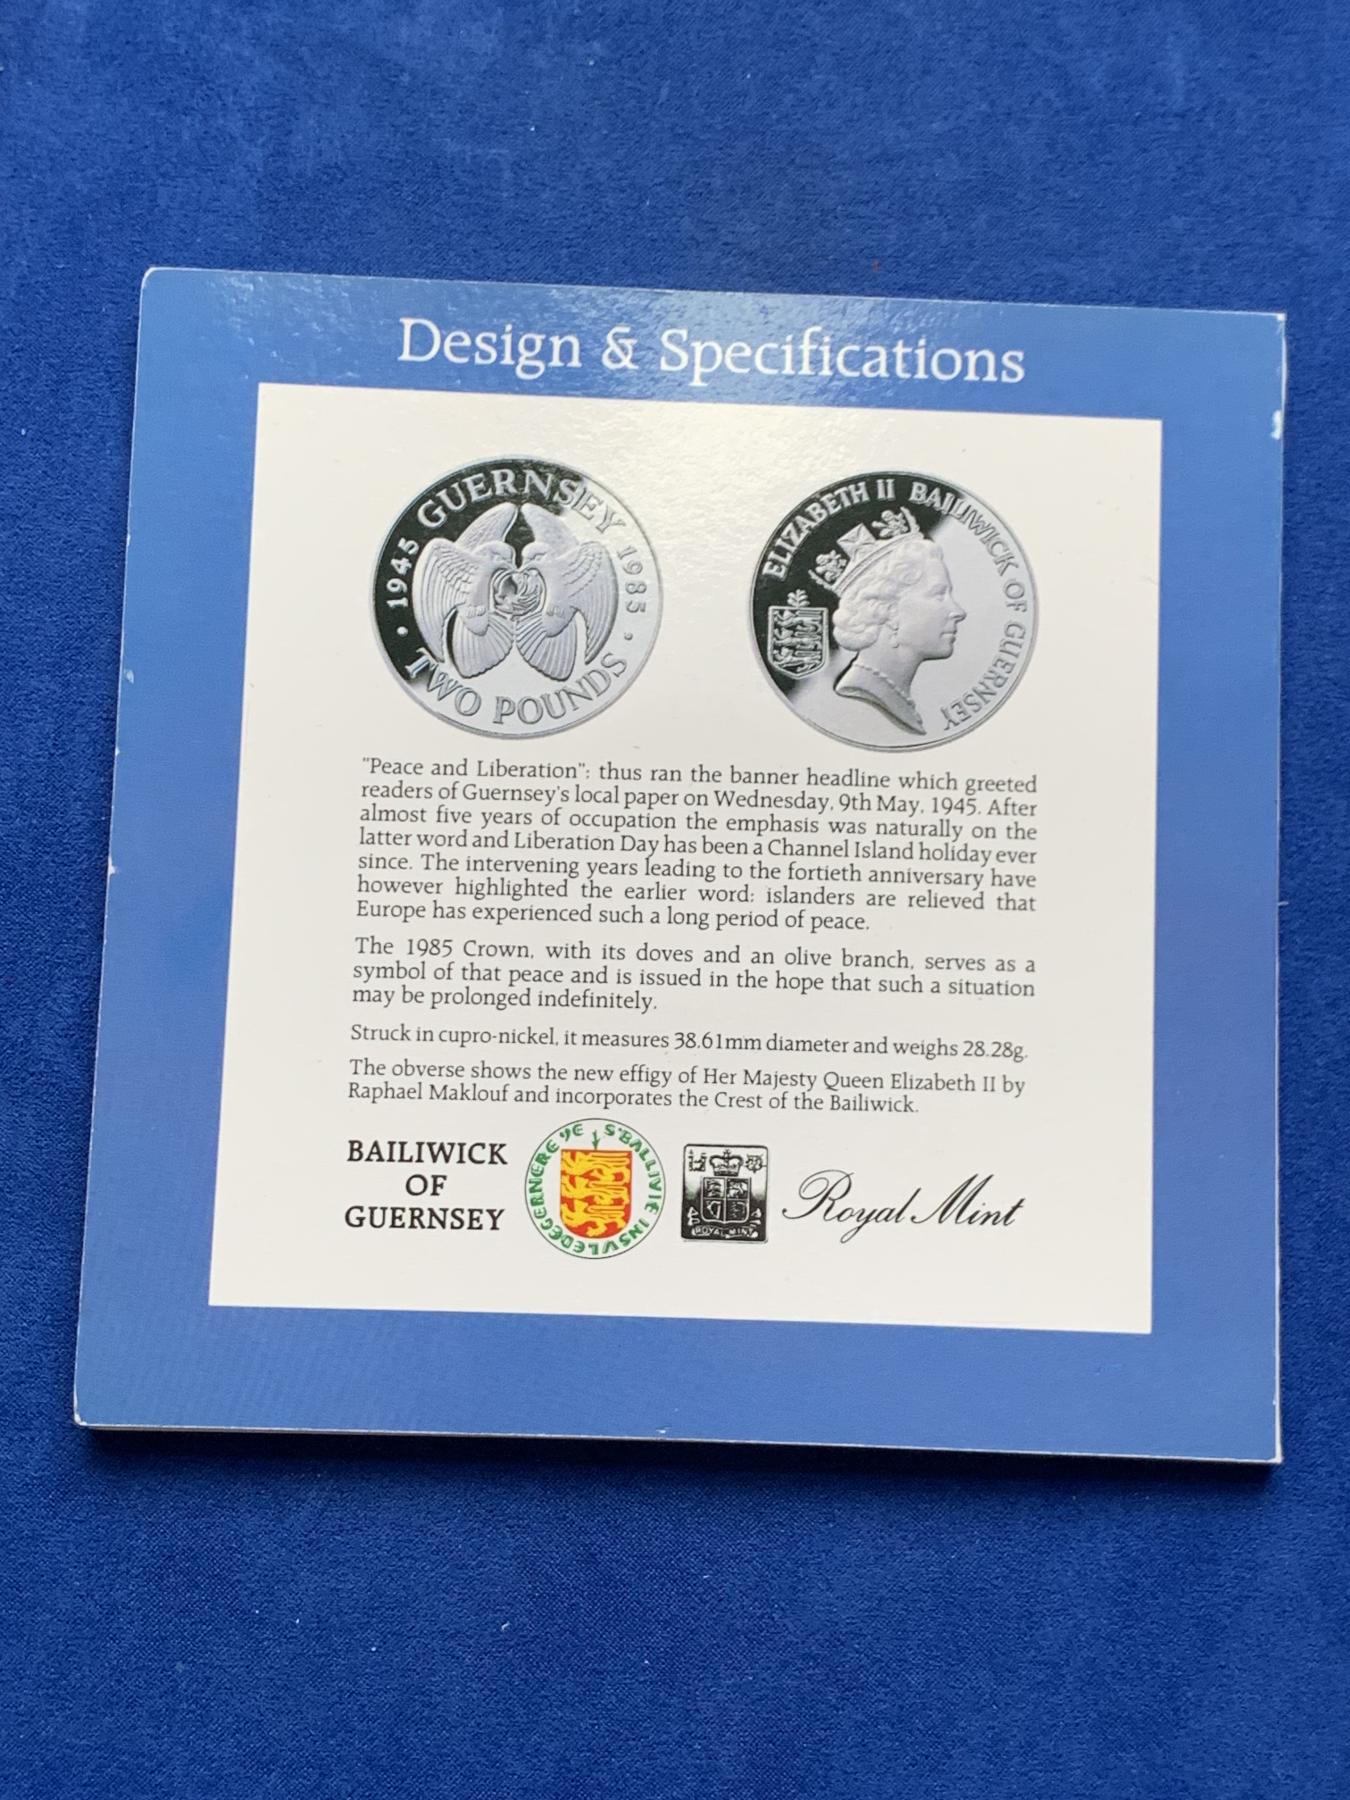 Design & Specifications
1945 GUERNSEY 1985
TWO POUNDS
ELIZABETH II BAILIWICK OF GUERNSEY
"Peace and Liberation": thus ran the banner headline which greeted
readers of Guernsey's local paper on Wednesday, 9th May, 1945. After
almost five years of occupation the emphasis was naturally on the
latter word and Liberation Day has been a Channel Island holiday ever
since. The intervening years leading to the fortieth anniversary have
however highlighted the earlier word: islanders are relieved that
Europe has experienced such a long period of peace.
The 1985 Crown, with its doves and an olive branch, serves as a
symbol of that peace and is issued in the hope that such a situation
may be prolonged indefinitely.
Struck in cupro-nickel, it measures 38.61mm diameter and weighs 28.28g.
The obverse shows the new effigy of Her Majesty Queen Elizabeth II by
Raphael Maklouf and incorporates the Crest of the Bailiwick.
BAILIWICK
OF
GUERNSEY
S'BALLIVIE INSVLE DE GERNERE YE
ROYAL MINT
Royal Mint